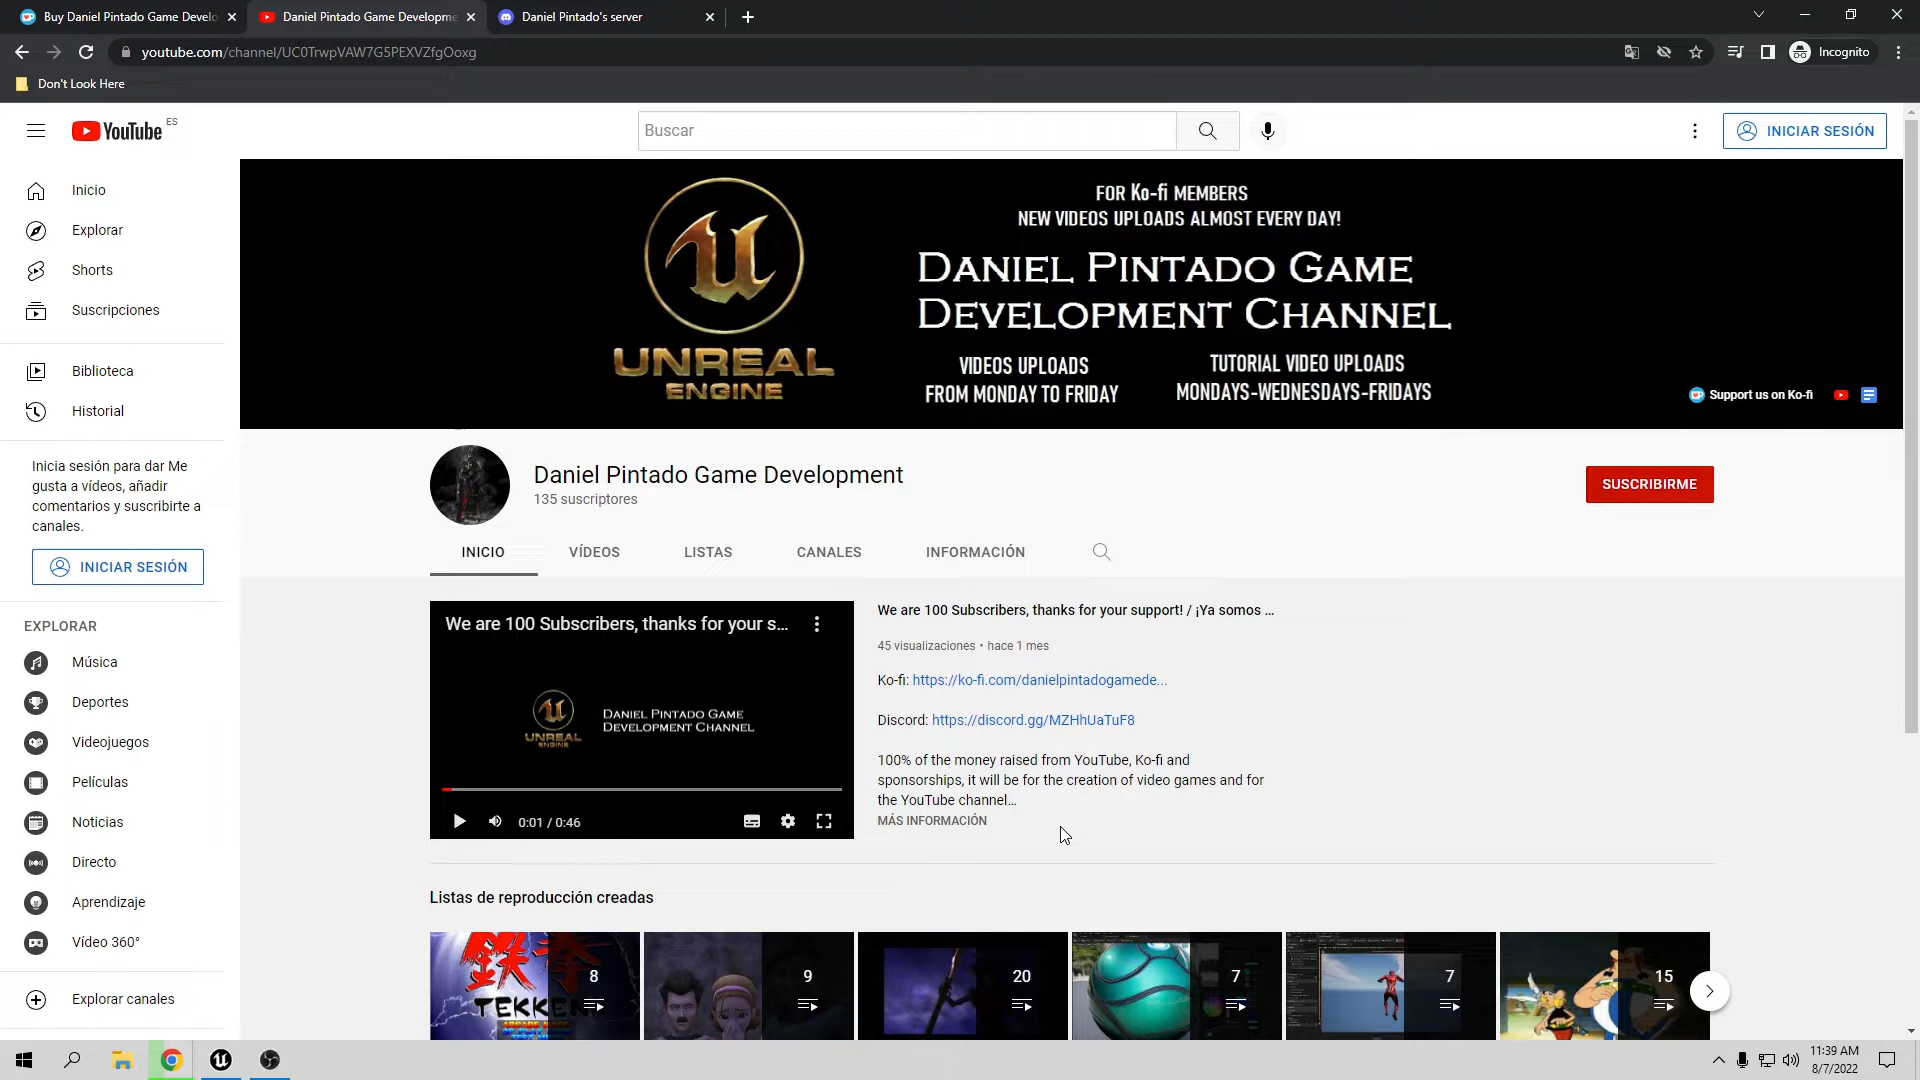 Buy Daniel Pintado Game Develo
Daniel Pintado Game Developme
Daniel Pintado's server
youtube.com/channel/UC0TrwpVAW7G5PEXVZfgOoxg
Incognito
Don't Look Here
YouTube
ES
Buscar
INICIAR SESIÓN
Inicio
Explorar
Shorts
Suscripciones
Biblioteca
Historial
Inicia sesión para dar Me
gusta a vídeos, añadir
comentarios y suscribirte a
canales.
INICIAR SESIÓN
EXPLORAR
Música
Deportes
Videojuegos
Películas
Noticias
Directo
Aprendizaje
Vídeo 360°
Explorar canales
UNREAL
ENGINE
FOR Ko-fi MEMBERS
NEW VIDEOS UPLOADS ALMOST EVERY DAY!
DANIEL PINTADO GAME
DEVELOPMENT CHANNEL
VIDEOS UPLOADS
FROM MONDAY TO FRIDAY
TUTORIAL VIDEO UPLOADS
MONDAYS-WEDNESDAYS-FRIDAYS
Support us on Ko-fi
Daniel Pintado Game Development
135 suscriptores
SUSCRIBIRME
INICIO
VÍDEOS
LISTAS
CANALES
INFORMACIÓN
We are 100 Subscribers, thanks for your s...
UNREAL
ENGINE
DANIEL PINTADO GAME
DEVELOPMENT CHANNEL
0:01 / 0:46
We are 100 Subscribers, thanks for your support! / ¡Ya somos ...
45 visualizaciones • hace 1 mes
Ko-fi: https://ko-fi.com/danielpintadogamede...
Discord: https://discord.gg/MZHhUaTuF8
100% of the money raised from YouTube, Ko-fi and
sponsorships, it will be for the creation of video games and for
the YouTube channel...
MÁS INFORMACIÓN
Listas de reproducción creadas
鉄拳
TEKKEN
8
9
20
7
7
15
11:39 AM
8/7/2022